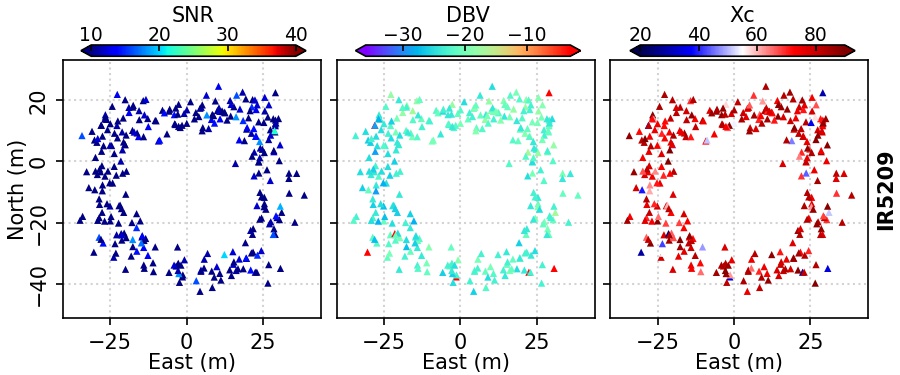 SNR DBV Xc
10 20 30 40 −30 −20 −10 20 40 60 80
20
0
−20
−40
North (m)
−25 0 25 −25 0 25 −25 0 25
East (m) East (m) East (m)
IR5209